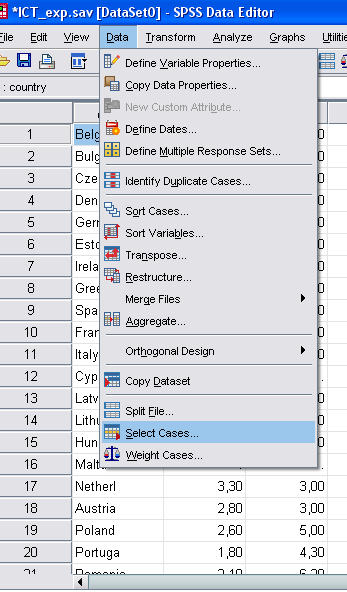 *ICT_exp.sav [DataSet0] - SPSS Data Editor
File Edit View Data Transform Analyze Graphs Utilities
: country
Define Variable Properties...
Copy Data Properties...
New Custom Attribute...
Define Dates...
Define Multiple Response Sets...
Identify Duplicate Cases...
Sort Cases...
Sort Variables...
Transpose...
Restructure...
Merge Files
Aggregate...
Orthogonal Design
Copy Dataset
Split File...
Select Cases...
Weight Cases...
1 Belg 0
2 Bulg 0
3 Cze 0
4 Den 0
5 Gerr 0
6 Esto 0
7 Irela 0
8 Gree 0
9 Spa 0
10 Fran 0
11 Italy 0
12 Cyp .
13 Latv 0
14 Lithu 0
15 Hun 0
16 Malt .
17 Netherl 3,30 3,00
18 Austria 2,80 3,00
19 Poland 2,60 5,00
20 Portuga 1,80 4,30
21 Romania